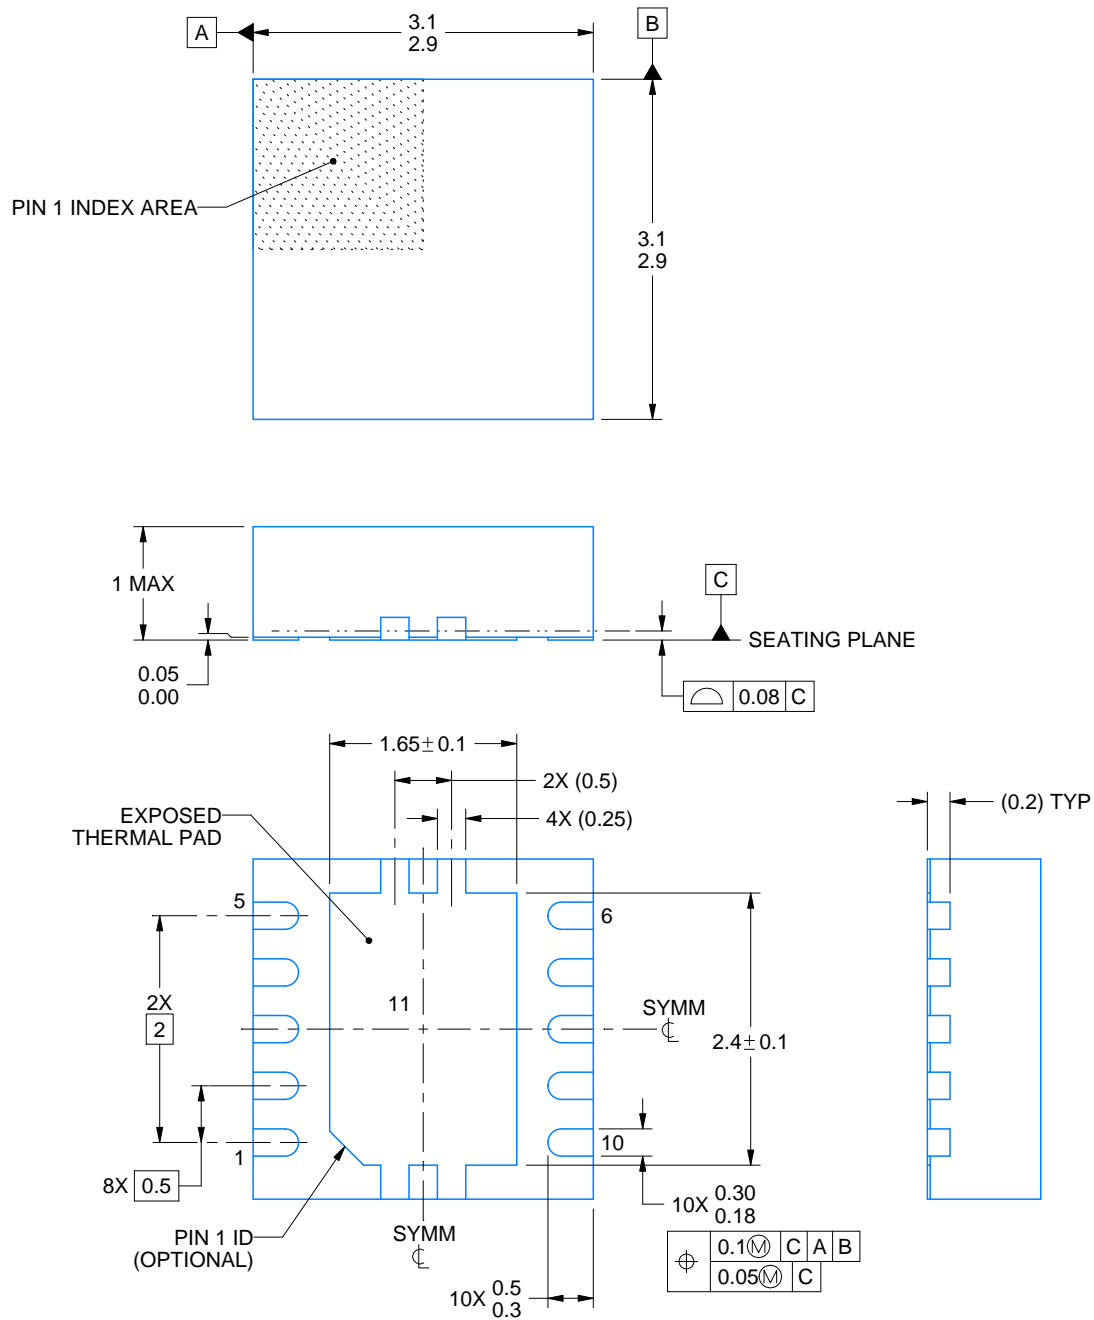 A
3.1
2.9
B
PIN 1 INDEX AREA
3.1
2.9
1 MAX
C
SEATING PLANE
0.05
0.00
0.08 C
1.65± 0.1
2X (0.5)
(0.2) TYP
4X (0.25)
EXPOSED
THERMAL PAD
5
6
2X
2
11
SYMM
℄
2.4± 0.1
1
10
8X 0.5
10X 0.30
0.18
PIN 1 ID
(OPTIONAL)
SYMM
℄
0.1Ⓜ C A B
0.05Ⓜ C
10X 0.5
0.3